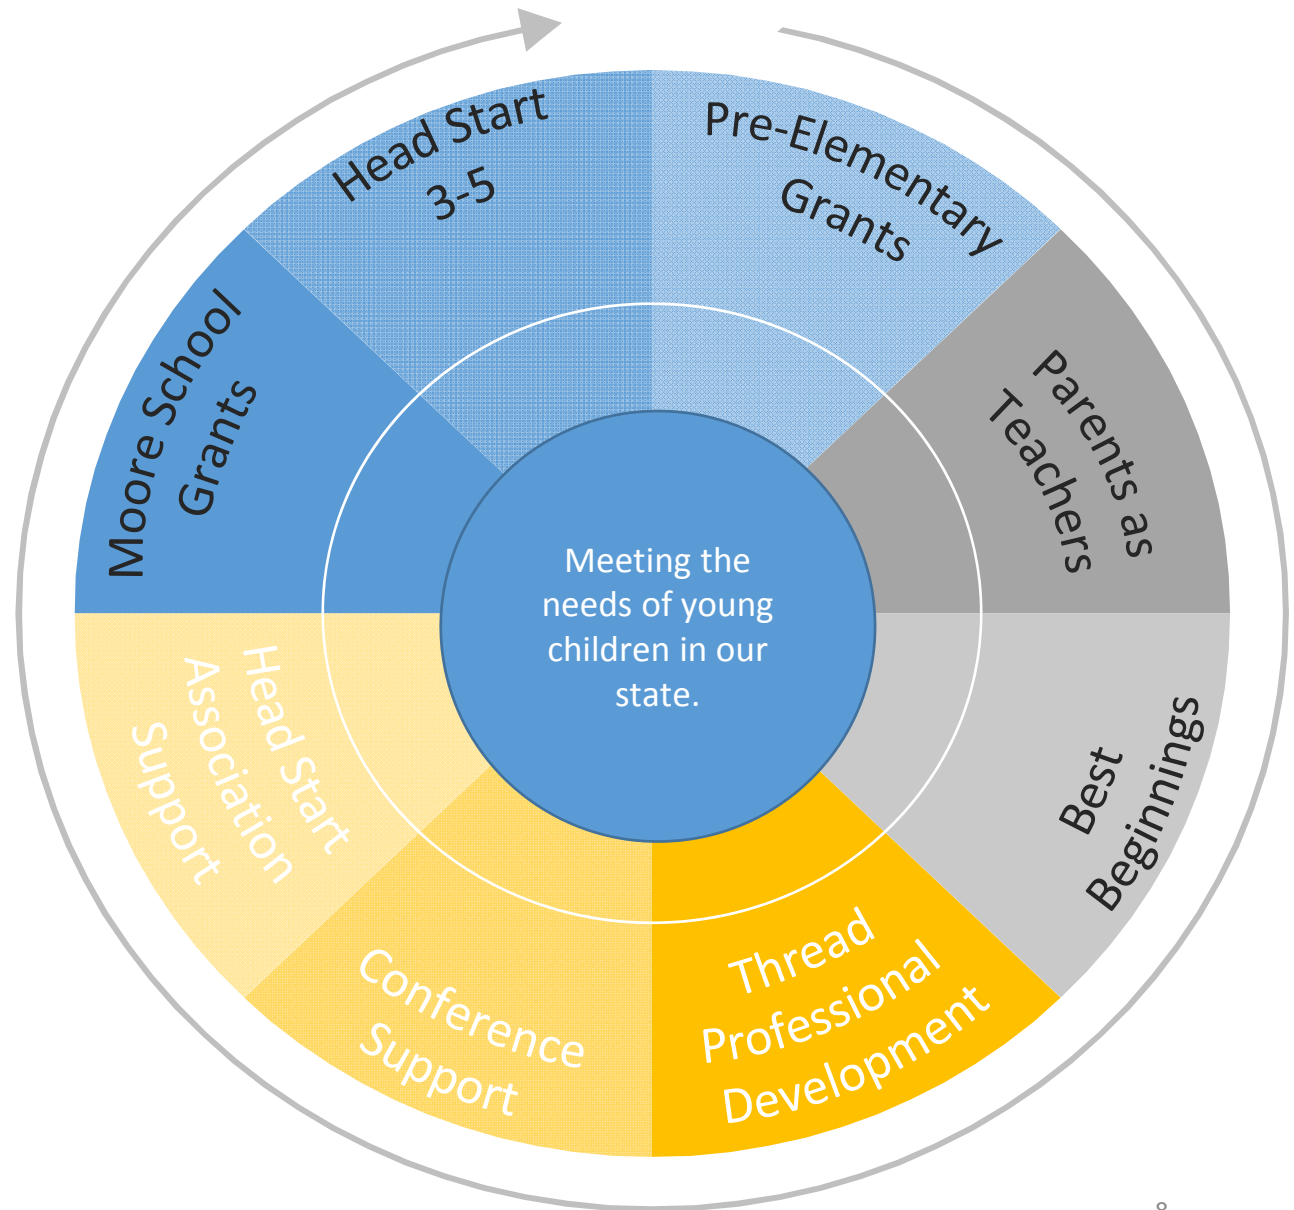 Head Start
3-5
Pre-Elementary
Grants
Parents as
Teachers
Best
Beginnings
Thread
Professional
Development
Conference
Support
Head Start
Association
Support
Moore School
Grants
Meeting the
needs of young
children in our
state.
8